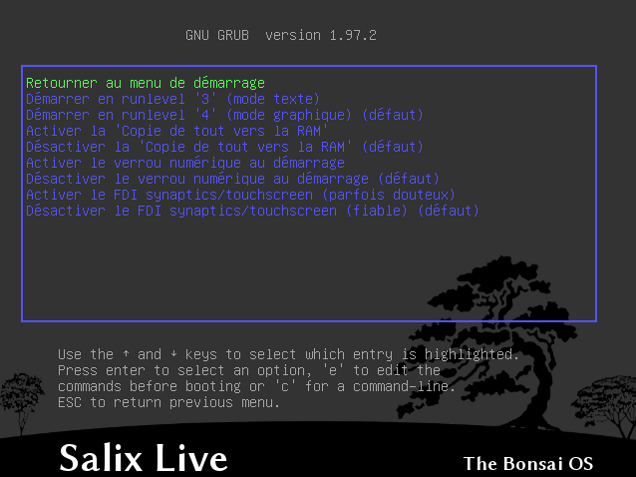 GNU GRUB version 1.97.2
Retourner au menu de démarrage
Démarrer en runlevel '3' (mode texte)
Démarrer en runlevel '4' (mode graphique) (défaut)
Activer la 'Copie de tout vers la RAM'
Désactiver la 'Copie de tout vers la RAM' (défaut)
Activer le verrou numérique au démarrage
Désactiver le verrou numérique au démarrage (défaut)
Activer le FDI synaptics/touchscreen (parfois douteux)
Désactiver le FDI synaptics/touchscreen (fiable) (défaut)
Use the ↑ and ↓ keys to select which entry is highlighted.
Press enter to select an option, 'e' to edit the
commands before booting or 'c' for a command-line.
ESC to return previous menu.
Salix Live
The Bonsai OS